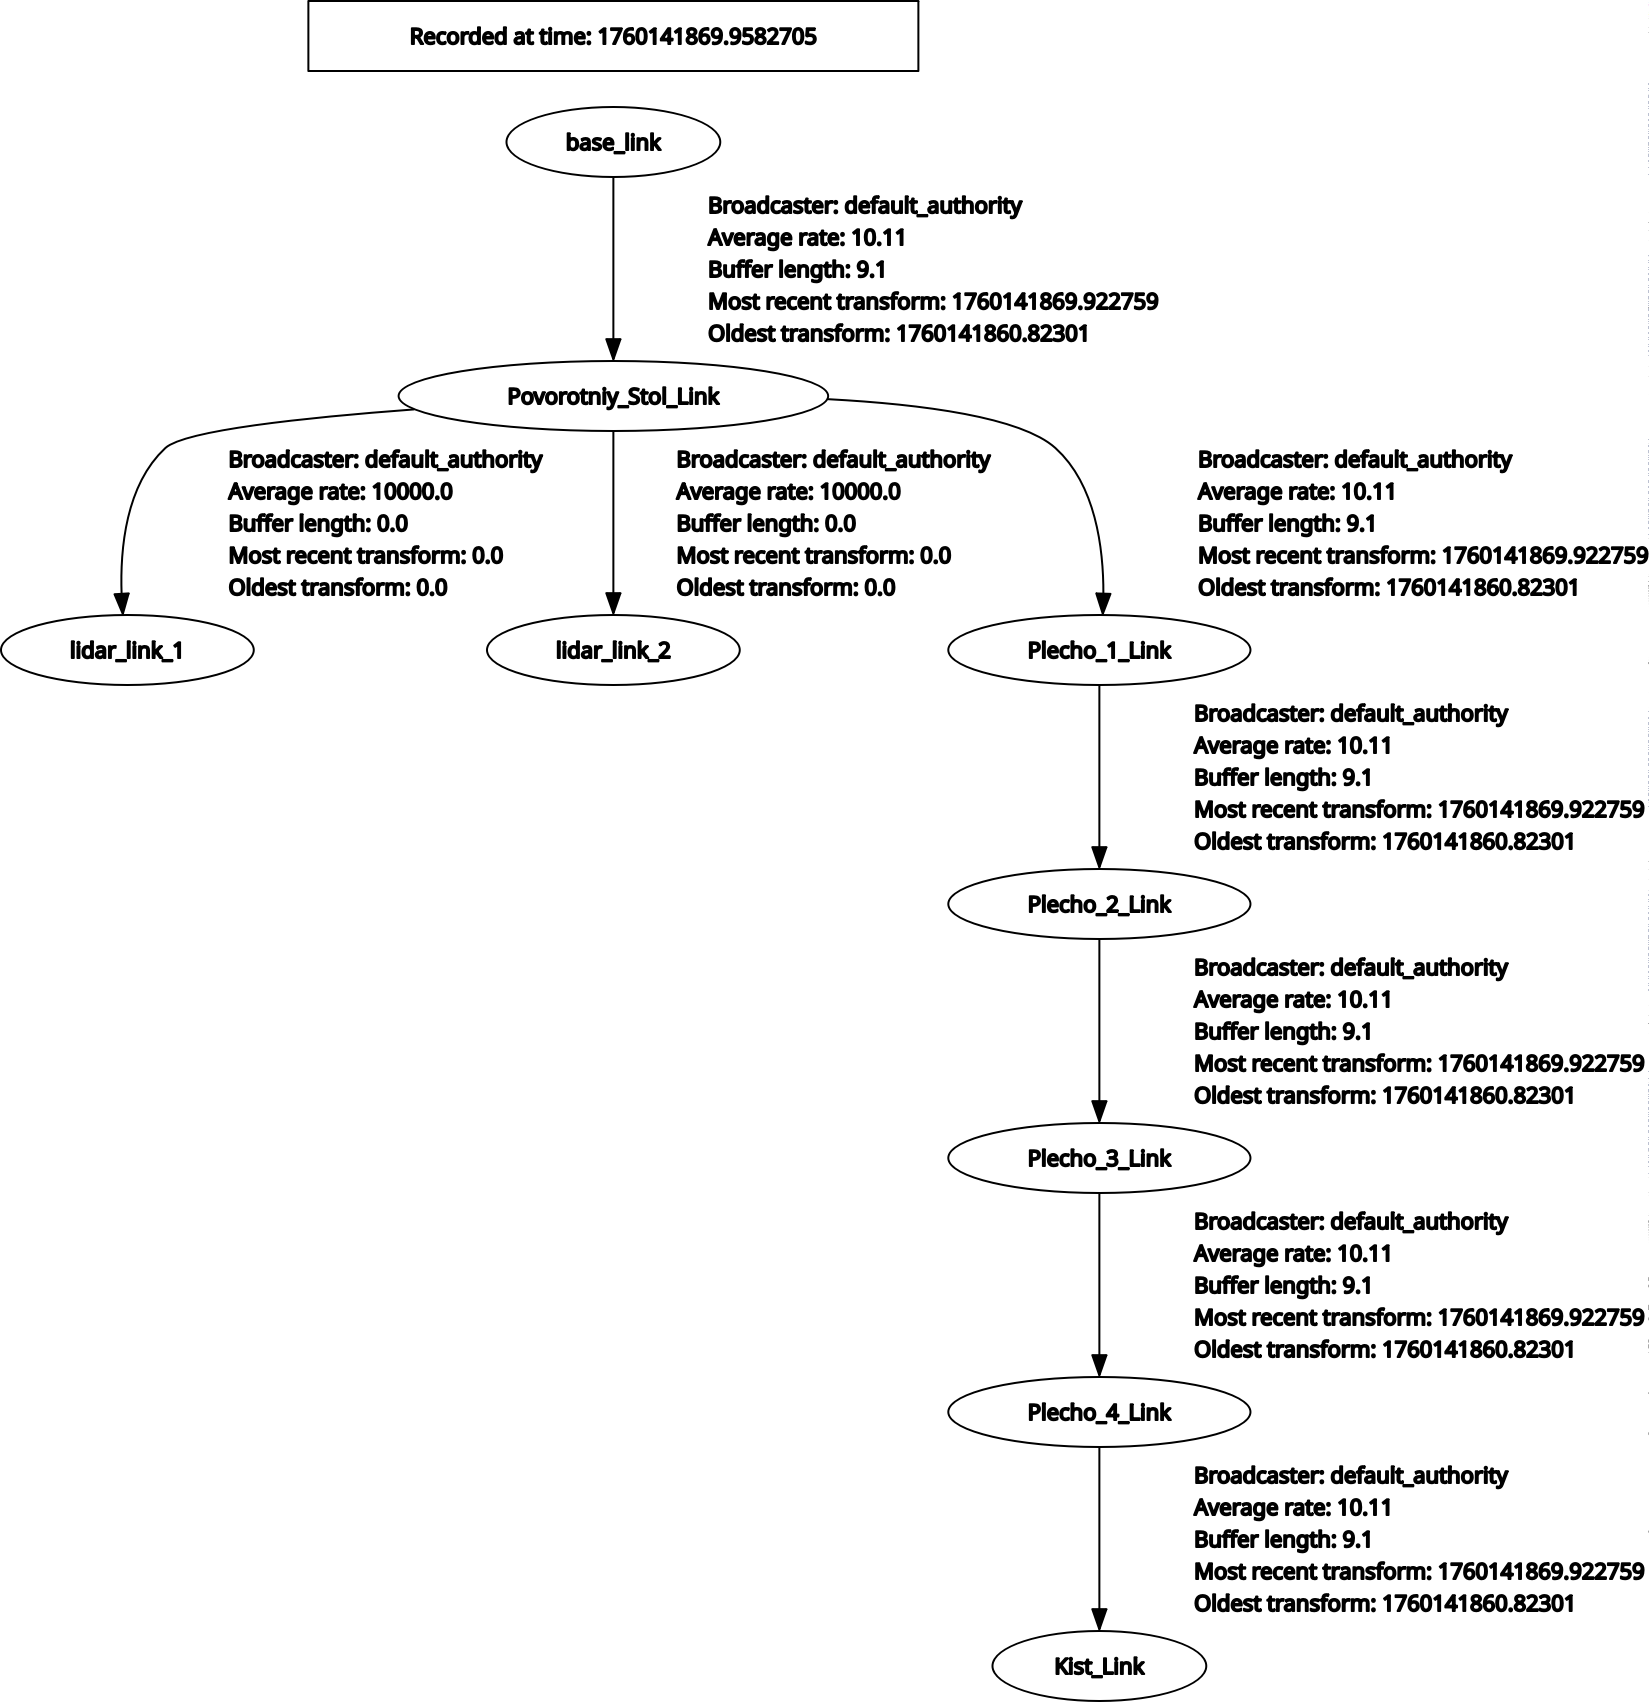 Recorded at time: 1760141869.9582705
base_link
Broadcaster: default_authority
Average rate: 10.11
Buffer length: 9.1
Most recent transform: 1760141869.922759
Oldest transform: 1760141860.82301
Povorotniy_Stol_Link
Broadcaster: default_authority
Average rate: 10000.0
Buffer length: 0.0
Most recent transform: 0.0
Oldest transform: 0.0
Broadcaster: default_authority
Average rate: 10000.0
Buffer length: 0.0
Most recent transform: 0.0
Oldest transform: 0.0
Broadcaster: default_authority
Average rate: 10.11
Buffer length: 9.1
Most recent transform: 1760141869.922759
Oldest transform: 1760141860.82301
lidar_link_1
lidar_link_2
Plecho_1_Link
Broadcaster: default_authority
Average rate: 10.11
Buffer length: 9.1
Most recent transform: 1760141869.922759
Oldest transform: 1760141860.82301
Plecho_2_Link
Broadcaster: default_authority
Average rate: 10.11
Buffer length: 9.1
Most recent transform: 1760141869.922759
Oldest transform: 1760141860.82301
Plecho_3_Link
Broadcaster: default_authority
Average rate: 10.11
Buffer length: 9.1
Most recent transform: 1760141869.922759
Oldest transform: 1760141860.82301
Plecho_4_Link
Broadcaster: default_authority
Average rate: 10.11
Buffer length: 9.1
Most recent transform: 1760141869.922759
Oldest transform: 1760141860.82301
Kist_Link